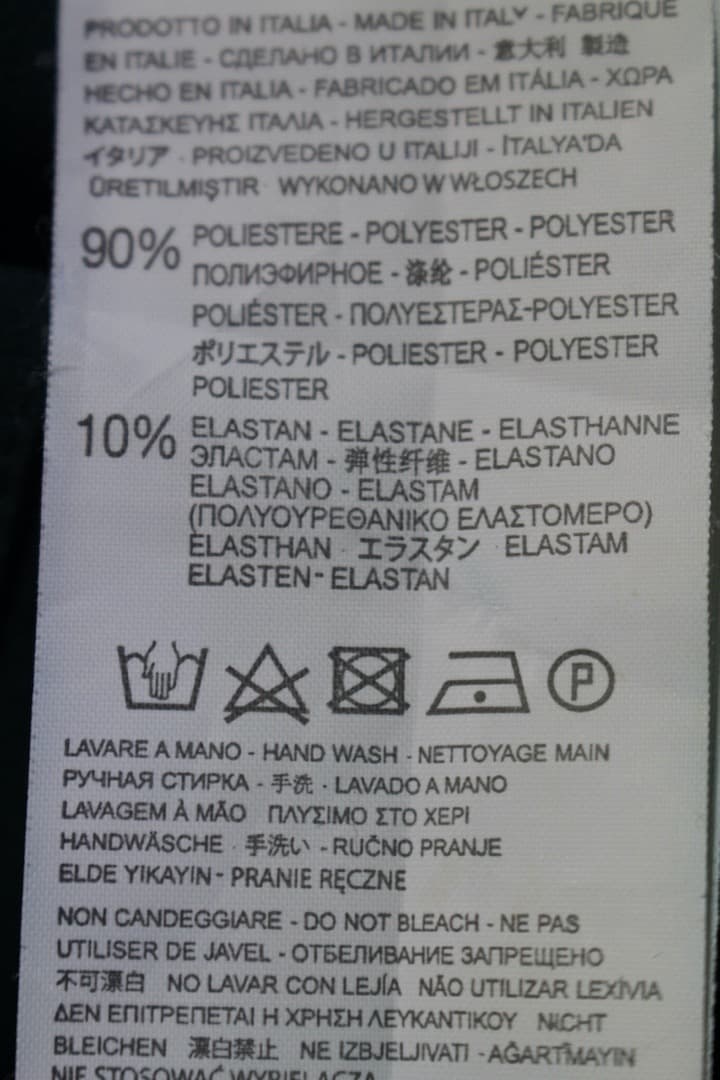 PRODOTTO IN ITALIA - MADE IN ITALY - FABRIQUÉ
EN ITALIE - СДЕЛАНО В ИТАЛИИ - 意大利 製造
HECHO EN ITALIA - FABRICADO EM ITÁLIA - ΧΩΡΑ
ΚΑΤΑΣΚΕΥΗΣ ΙΤΑΛΙΑ - HERGESTELLT IN ITALIEN
イタリア - PROIZVEDENO U ITALIJI - İTALYA'DA
ÜRETILMIŞTIR WYKONANO W WŁOSZECH
90% POLIESTERE - POLYESTER - POLYESTER
ПОЛИЭФИРНОЕ - 涤纶 - POLIÉSTER
POLIÉSTER - ΠΟΛΥΕΣΤΕΡΑΣ-POLYESTER
ポリエステル - POLIESTER - POLYESTER
POLIESTER
10% ELASTAN - ELASTANE - ELASTHANNE
ЭЛАСТАМ - 弹性纤维 - ELASTANO
ELASTANO - ELASTAM
(ΠΟΛΥΟΥΡΕΘΑΝΙΚΟ ΕΛΑΣΤΟΜΕΡΟ)
ELASTHAN · エラスタン · ELASTAM
ELASTEN - ELASTAN
P
LAVARE A MANO - HAND WASH - NETTOYAGE MAIN
РУЧНАЯ СТИРКА - 手洗 · LAVADO A MANO
LAVAGEM À MÃO ΠΛΥΣΙΜΟ ΣΤΟ ΧΕΡΙ
HANDWÄSCHE · 手洗い - RUČNO PRANJE
ELDE YIKAYIN - PRANIE RĘCZNE
NON CANDEGGIARE - DO NOT BLEACH - NE PAS
UTILISER DE JAVEL - ОТБЕЛИВАНИЕ ЗАПРЕЩЕНО
不可漂白 NO LAVAR CON LEJÍA NÃO UTILIZAR LEXÍVIA
ΔΕΝ ΕΠΙΤΡΕΠΕΤΑΙ Η ΧΡΗΣΗ ΛΕΥΚΑΝΤΙΚΟΥ NICHT
BLEICHEN 漂白禁止 NE IZBJELJIVATI - AĞARTMAYIN
NIE STOSOWAĆ WYBIELACZA